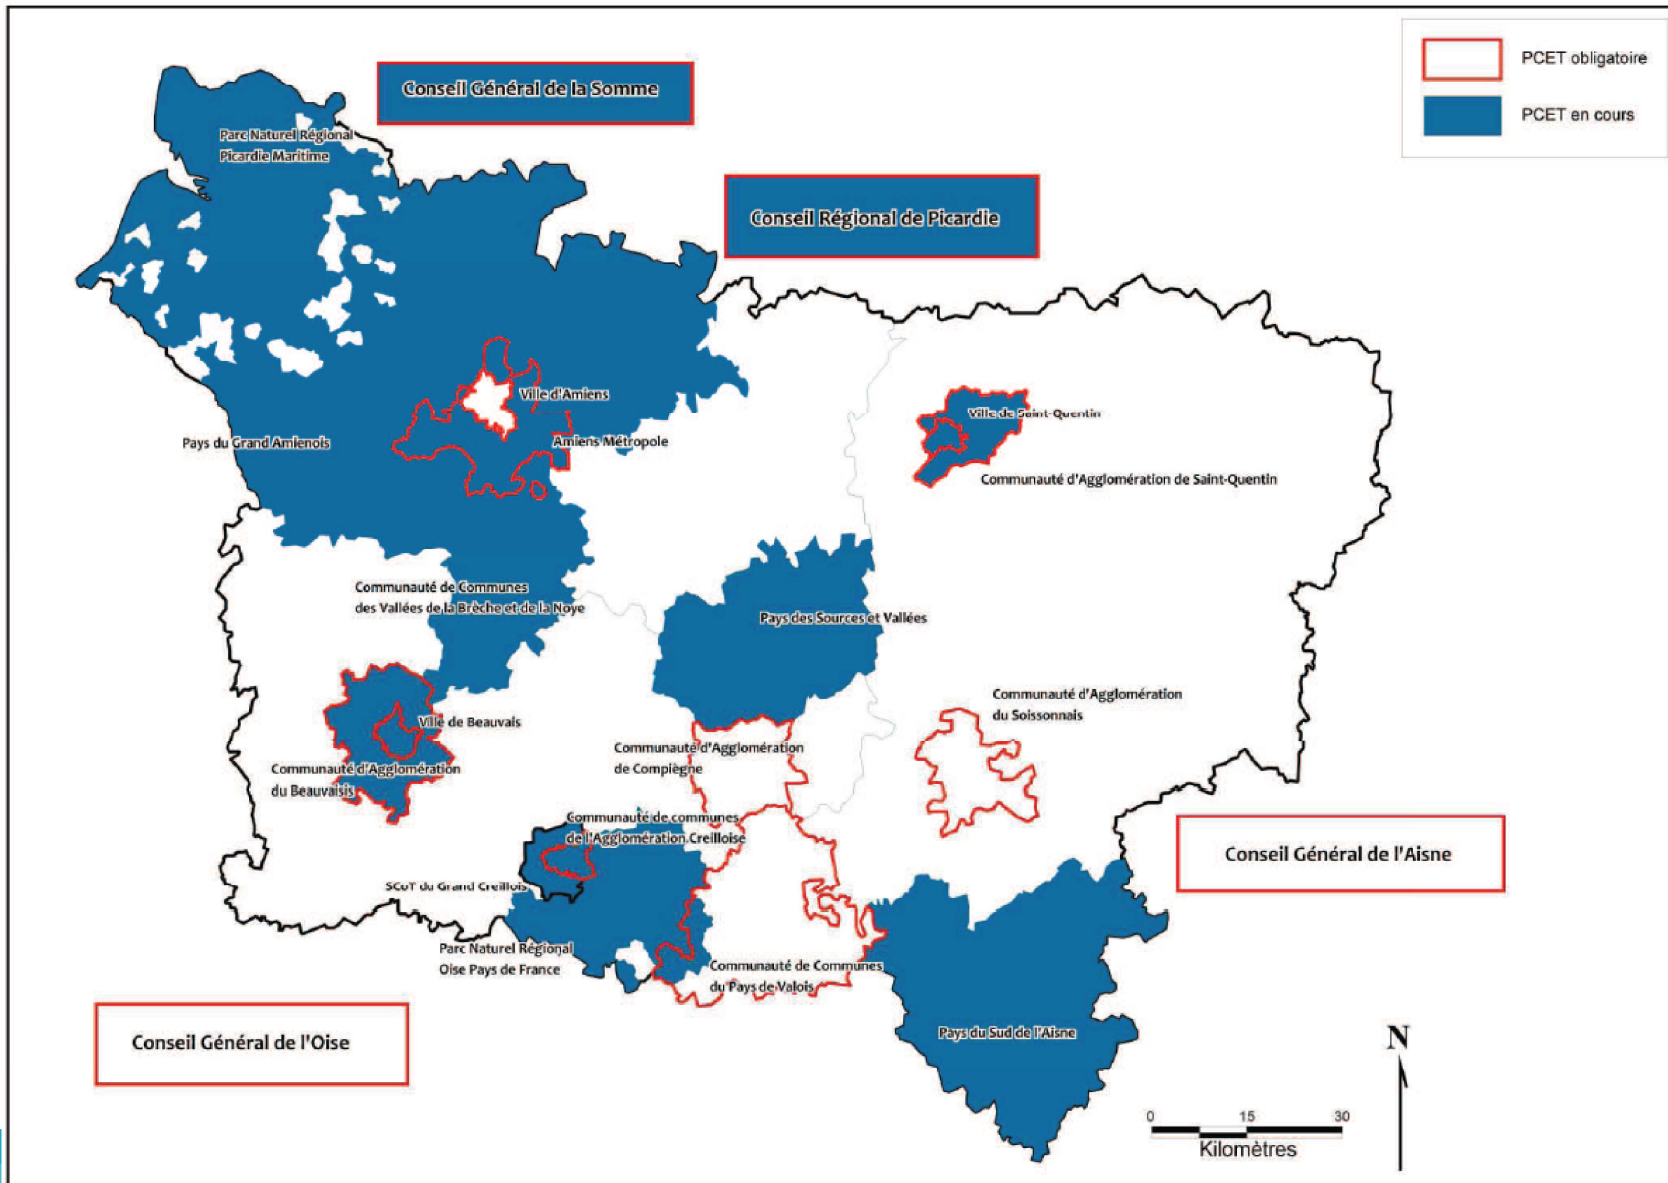 PCET obligatoire
PCET en cours
Conseil Général de la Somme
Parc Naturel Régional
Picardie Maritime
Conseil Régional de Picardie
Ville d'Amiens
Amiens Métropole
Pays du Grand Amienois
Ville de Saint-Quentin
Communauté d'Agglomération de Saint-Quentin
Communauté de Communes
des Vallées de la Brèche et de la Noye
Pays des Sources et Vallées
Communauté d'Agglomération
du Soissonnais
Ville de Beauvais
Communauté d'Agglomération
de Compiègne
Communauté d'Agglomération
du Beauvaisis
Communauté de communes
de l'Agglomération Creilloise
Conseil Général de l'Aisne
SCoT du Grand Creillois
Parc Naturel Régional
Oise Pays de France
Communauté de Communes
du Pays de Valois
Conseil Général de l'Oise
Pays du Sud de l'Aisne
N
0 15 30
Kilomètres